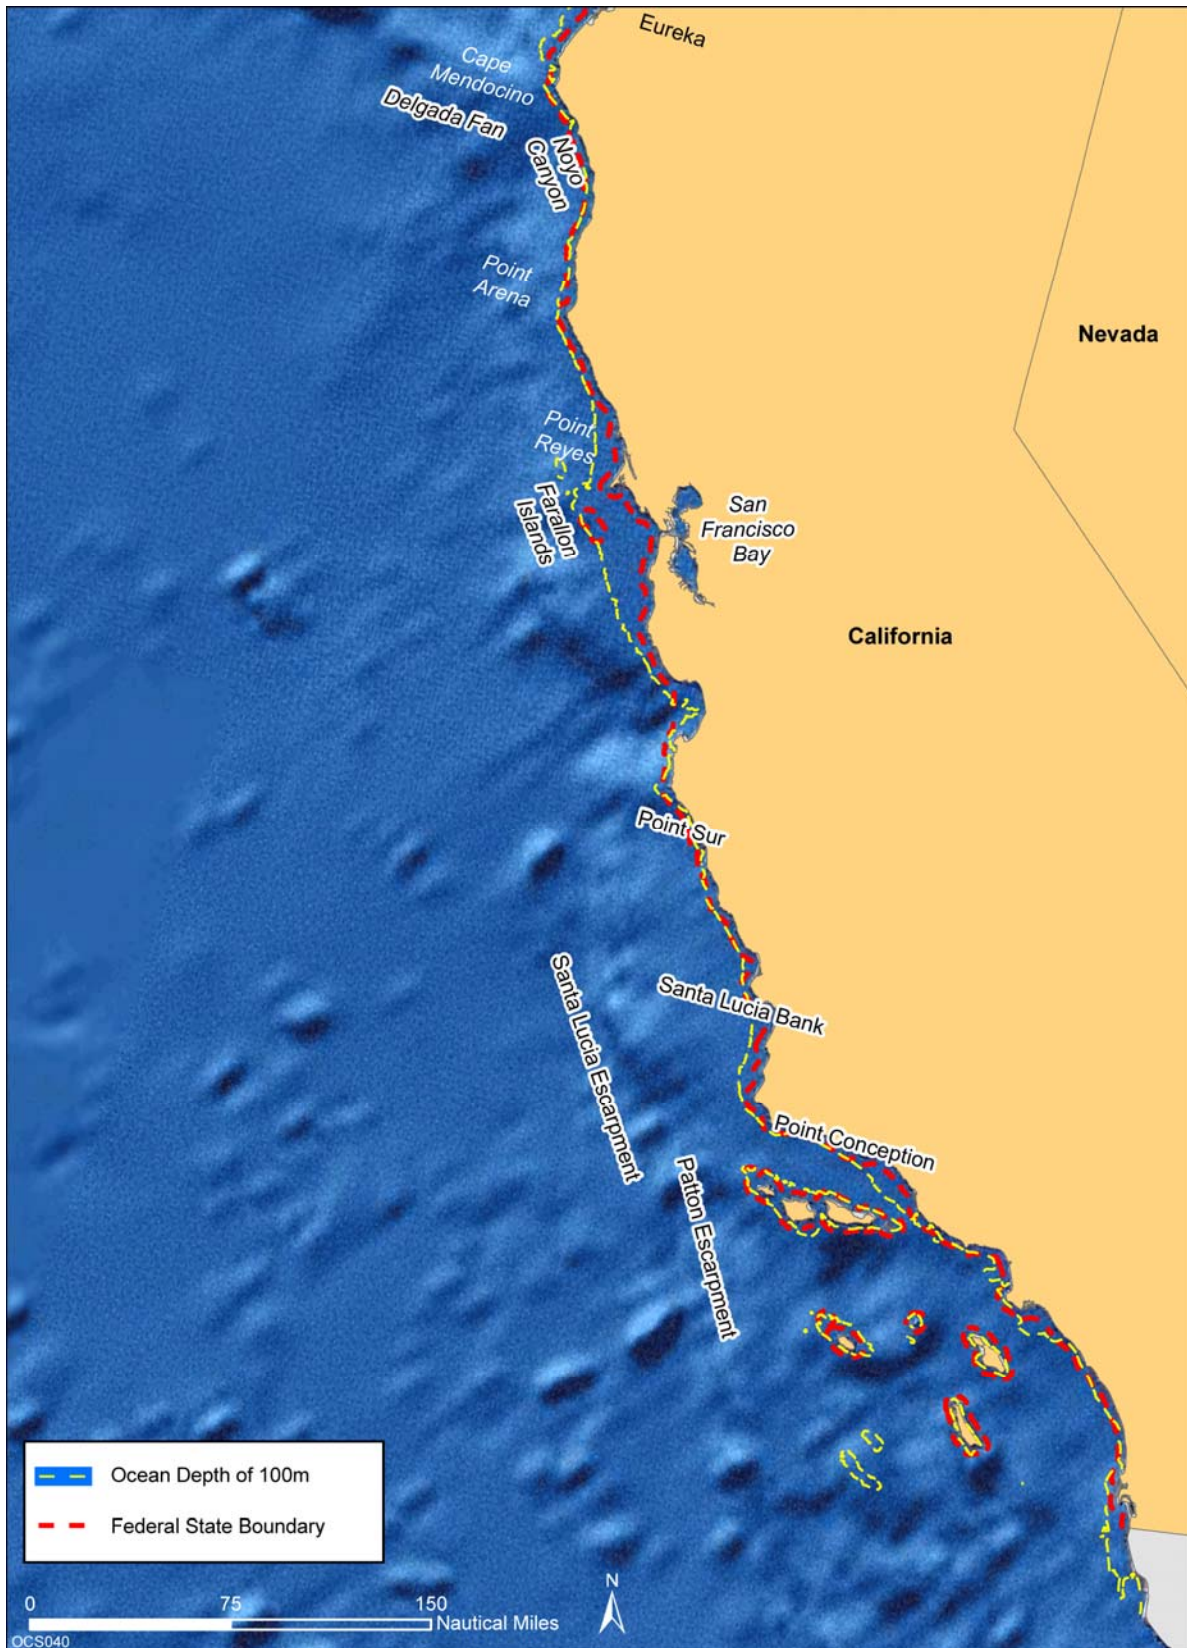 Eureka
Cape
Mendocino
Delgada Fan
Noyo
Canyon
Point
Arena
Nevada
Point
Reyes
Farallon
Islands
San
Francisco
Bay
California
Point Sur
Santa Lucia Bank
Santa Lucia Escarpment
Point Conception
Patton Escarpment
Ocean Depth of 100m
Federal State Boundary
0 75 150
Nautical Miles
N
OCS040